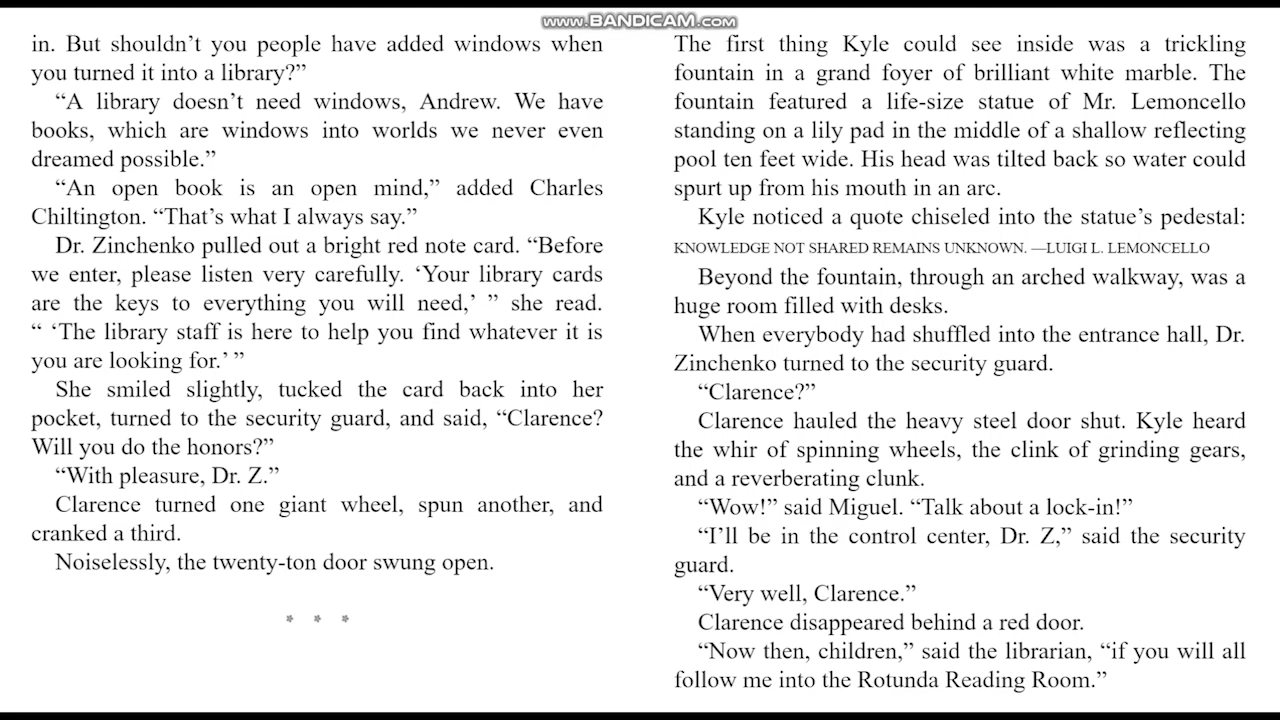 www.BANDICAM.com
in. But shouldn’t you people have added windows when
you turned it into a library?”
“A library doesn’t need windows, Andrew. We have
books, which are windows into worlds we never even
dreamed possible.”
“An open book is an open mind,” added Charles
Chiltington. “That’s what I always say.”
Dr. Zinchenko pulled out a bright red note card. “Before
we enter, please listen very carefully. ‘Your library cards
are the keys to everything you will need,’ ” she read.
“ ‘The library staff is here to help you find whatever it is
you are looking for.’ ”
She smiled slightly, tucked the card back into her
pocket, turned to the security guard, and said, “Clarence?
Will you do the honors?”
“With pleasure, Dr. Z.”
Clarence turned one giant wheel, spun another, and
cranked a third.
Noiselessly, the twenty-ton door swung open.
* * *
The first thing Kyle could see inside was a trickling
fountain in a grand foyer of brilliant white marble. The
fountain featured a life-size statue of Mr. Lemoncello
standing on a lily pad in the middle of a shallow reflecting
pool ten feet wide. His head was tilted back so water could
spurt up from his mouth in an arc.
Kyle noticed a quote chiseled into the statue’s pedestal:
KNOWLEDGE NOT SHARED REMAINS UNKNOWN. —LUIGI L. LEMONCELLO
Beyond the fountain, through an arched walkway, was a
huge room filled with desks.
When everybody had shuffled into the entrance hall, Dr.
Zinchenko turned to the security guard.
“Clarence?”
Clarence hauled the heavy steel door shut. Kyle heard
the whir of spinning wheels, the clink of grinding gears,
and a reverberating clunk.
“Wow!” said Miguel. “Talk about a lock-in!”
“I’ll be in the control center, Dr. Z,” said the security
guard.
“Very well, Clarence.”
Clarence disappeared behind a red door.
“Now then, children,” said the librarian, “if you will all
follow me into the Rotunda Reading Room.”